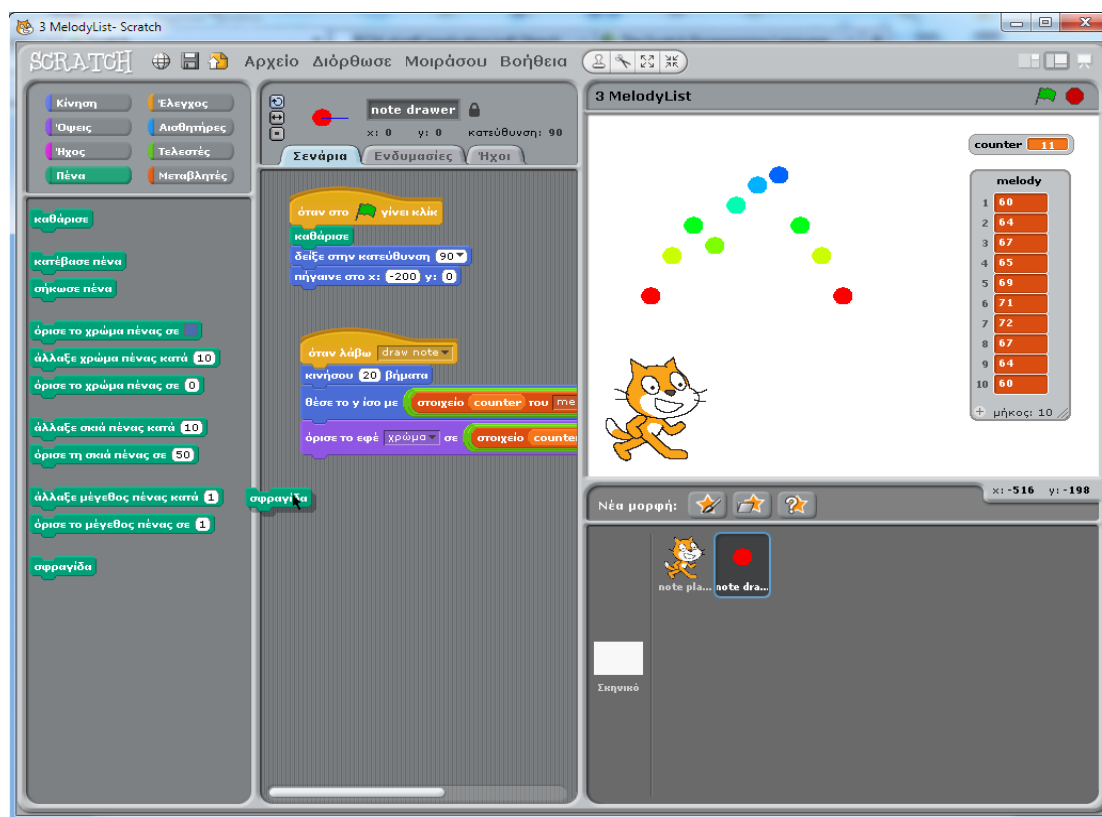 3 MelodyList- Scratch
SCRATCH Αρχείο Διόρθωσε Μοιράσου Βοήθεια
Κίνηση Έλεγχος
Όψεις Αισθητήρες
Ήχος Τελεστές
Πένα Μεταβλητές
καθάρισε
κατέβασε πένα
σήκωσε πένα
όρισε το χρώμα πένας σε
άλλαξε χρώμα πένας κατά 10
όρισε το χρώμα πένας σε 0
άλλαξε σκιά πένας κατά 10
όρισε τη σκιά πένας σε 50
άλλαξε μέγεθος πένας κατά 1
όρισε το μέγεθος πένας σε 1
σφραγίδα
note drawer
x: 0 y: 0 κατεύθυνση: 90
Σενάρια Ενδυμασίες Ήχοι
όταν στο γίνει κλίκ
καθάρισε
δείξε στην κατεύθυνση 90
πήγαινε στο x: -200 y: 0
όταν λάβω draw note
κινήσου 20 βήματα
θέσε το y ίσο με στοιχείο counter του me
όρισε το εφέ χρώμα σε στοιχείο counte
σφραγίδα
3 MelodyList
counter 11
melody
1 60
2 64
3 67
4 65
5 69
6 71
7 72
8 67
9 64
10 60
+ μήκος: 10
x: -516 y: -198
Νέα μορφή:
note pla... note dra...
Σκηνικό